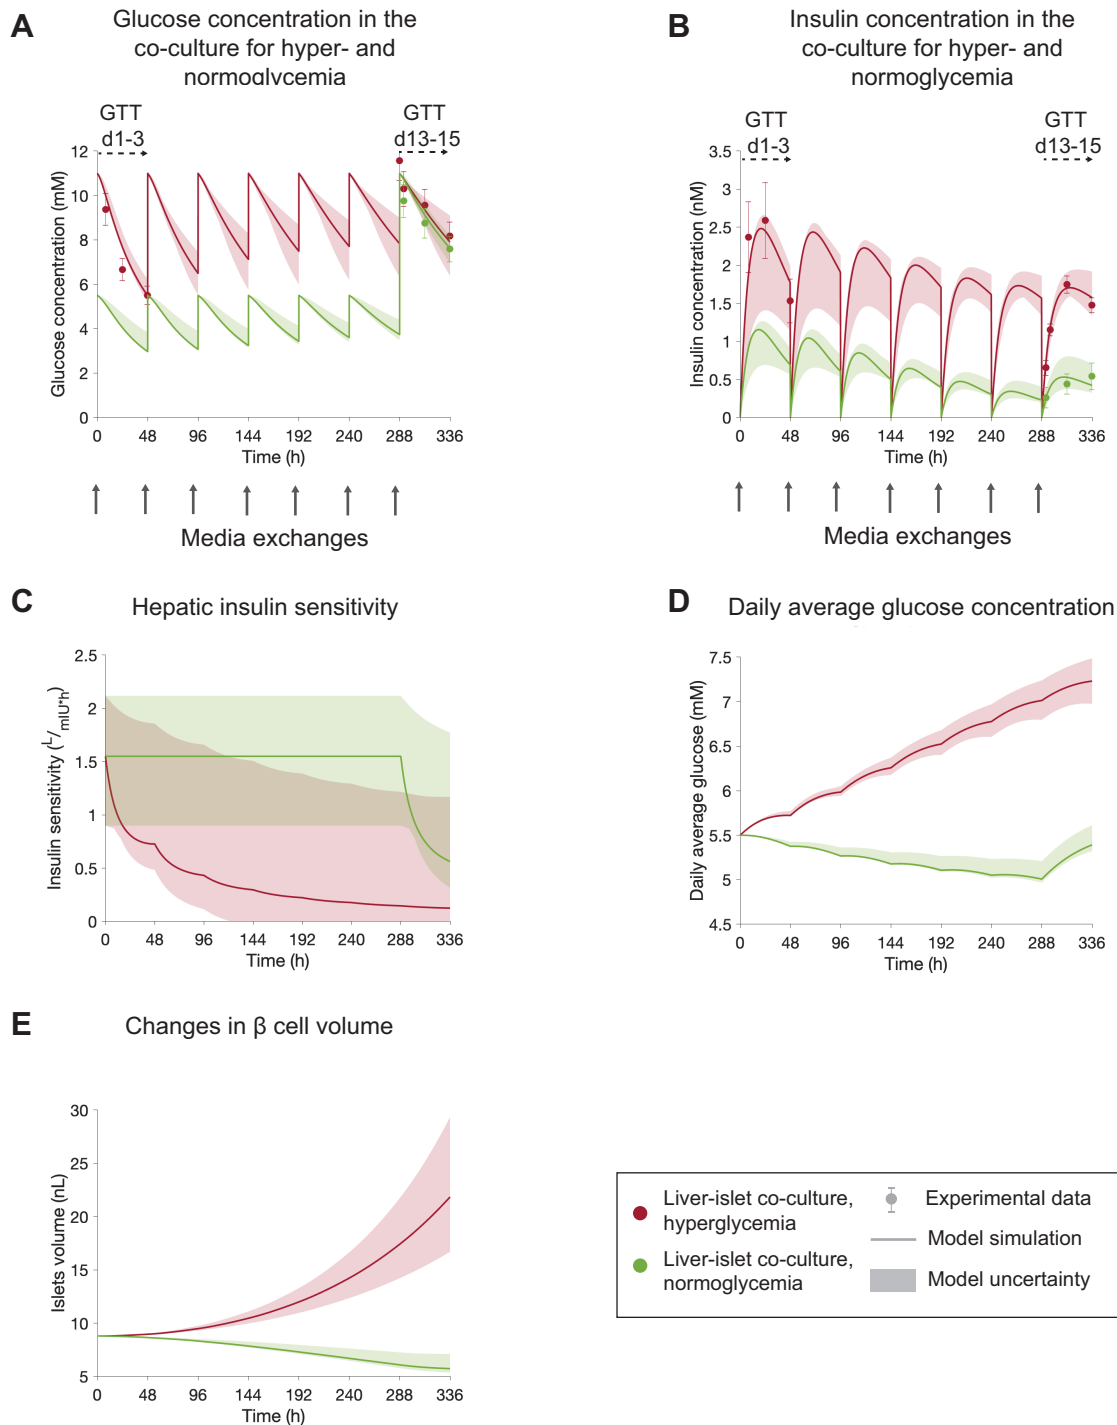 A
Glucose concentration in the
co-culture for hyper- and
normoglycemia
GTT
d1-3
GTT
d13-15
Glucose concentration (mM)
12
10
8
6
4
2
0
0 48 96 144 192 240 288 336
Time (h)
Media exchanges
B
Insulin concentration in the
co-culture for hyper- and
normoglycemia
GTT
d1-3
GTT
d13-15
Insulin concentration (nM)
3.5
3
2.5
2
1.5
1
0.5
0
0 48 96 144 192 240 288 336
Time (h)
Media exchanges
C
Hepatic insulin sensitivity
Insulin sensitivity (L/mIU*h)
2.5
2
1.5
1
0.5
0
0 48 96 144 192 240 288 336
Time (h)
D
Daily average glucose concentration
Daily average glucose (mM)
7.5
7
6.5
6
5.5
5
4.5
0 48 96 144 192 240 288 336
Time (h)
E
Changes in β cell volume
Islets volume (nL)
30
25
20
15
10
5
0 48 96 144 192 240 288 336
Time (h)
Liver-islet co-culture,
hyperglycemia
Liver-islet co-culture,
normoglycemia
Experimental data
Model simulation
Model uncertainty